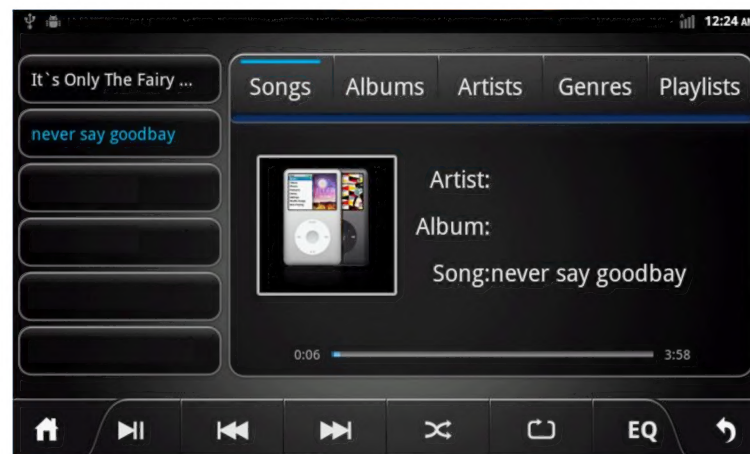 12:24 AM
It`s Only The Fairy ...
never say goodbay
Songs
Albums
Artists
Genres
Playlists
Artist:
Album:
Song:never say goodbay
0:06
3:58
EQ